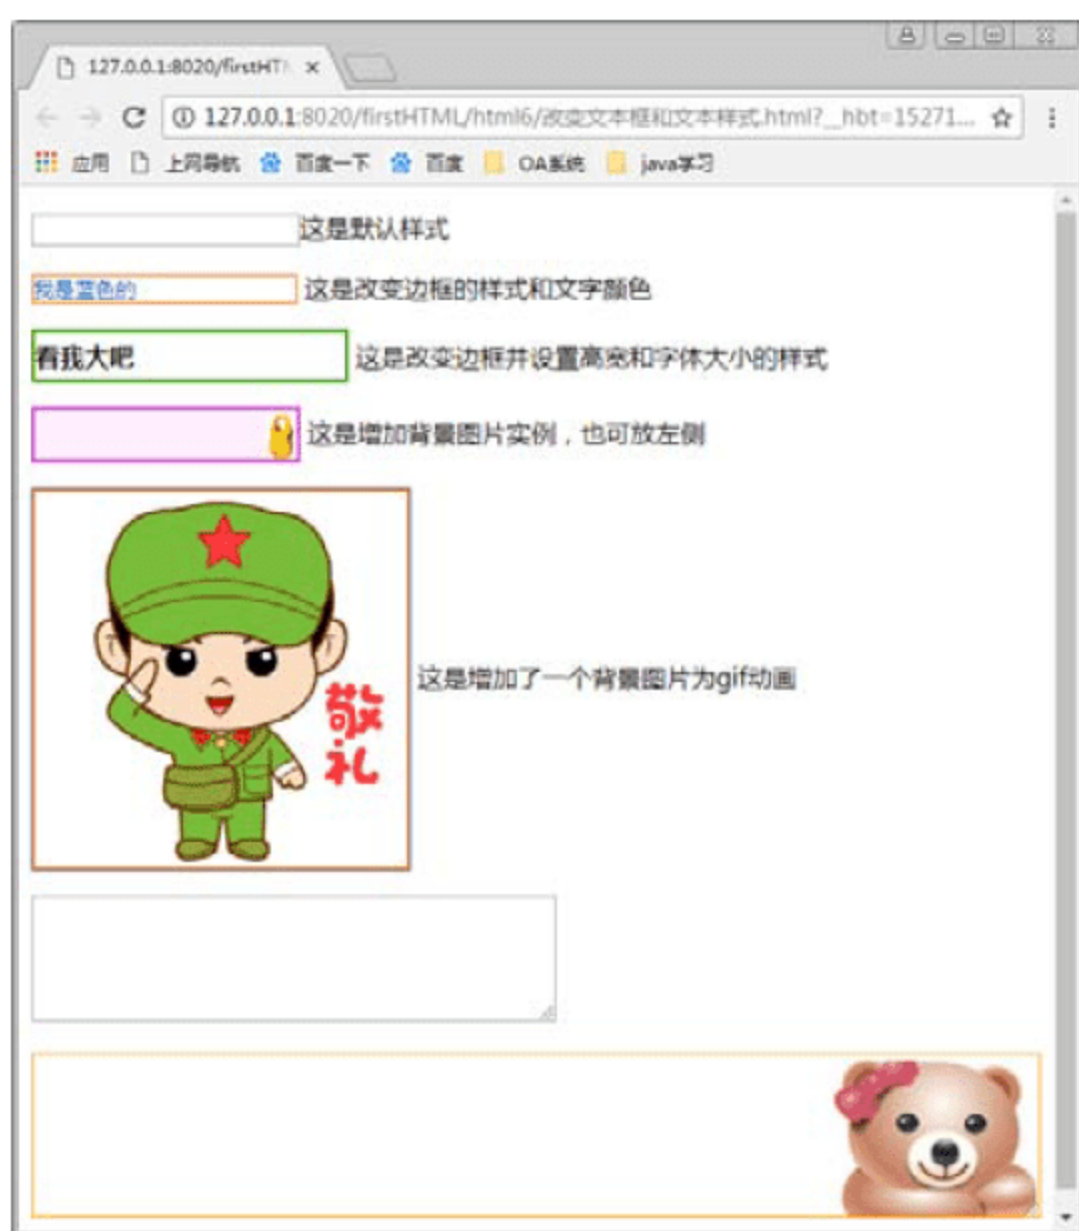 127.0.0.1:8020/firstHT
127.0.0.1:8020/firstHTML/html6/改变文本框和文本样式.html?__hbt=15271...
应用 上网导航 百度一下 百度 OA系统 java学习
这是默认样式
我是蓝色的 这是改变边框的样式和文字颜色
看我大吧 这是改变边框并设置高宽和字体大小的样式
这是增加背景图片实例，也可放左侧
敬
礼
这是增加了一个背景图片为gif动画